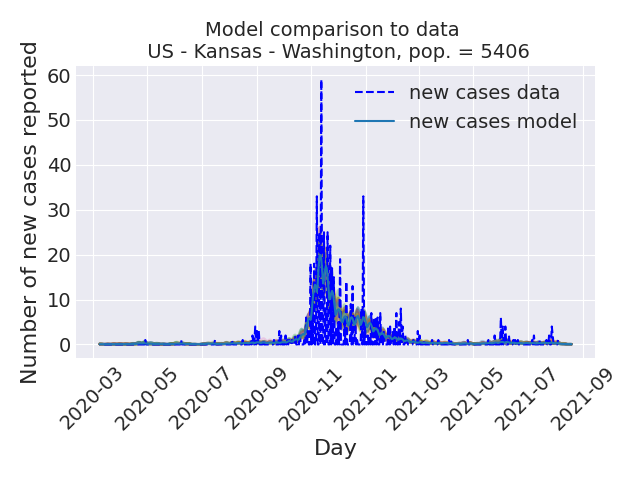 Model comparison to data
US - Kansas - Washington, pop. = 5406
Number of new cases reported
60
50
40
30
20
10
0
new cases data
new cases model
2020-03
2020-05
2020-07
2020-09
2020-11
2021-01
2021-03
2021-05
2021-07
2021-09
Day